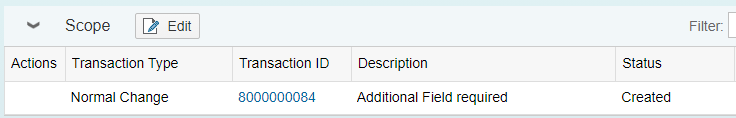 Scope Edit Filter:
Actions Transaction Type Transaction ID Description Status
Normal Change 8000000084 Additional Field required Created